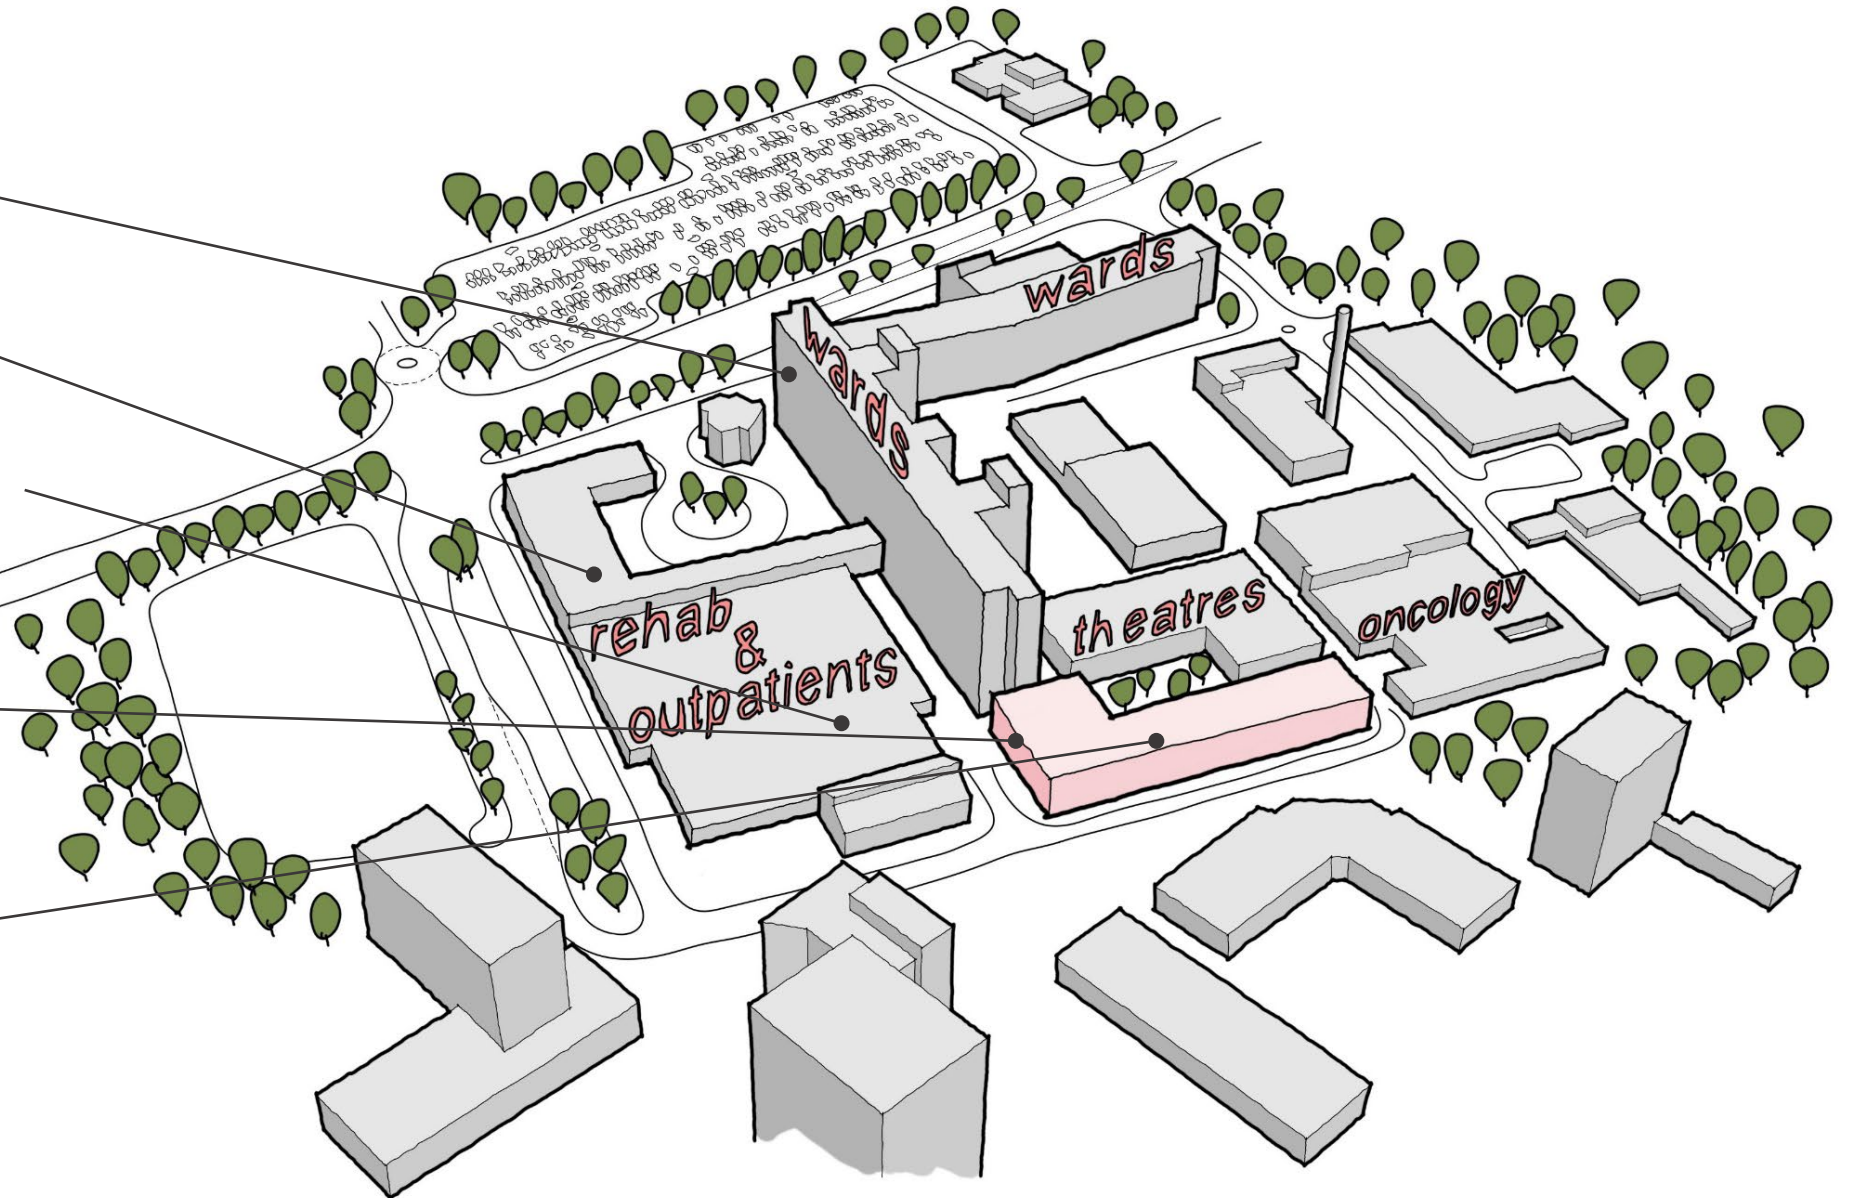 wards
wards
rehab
&
outpatients
theatres
oncology